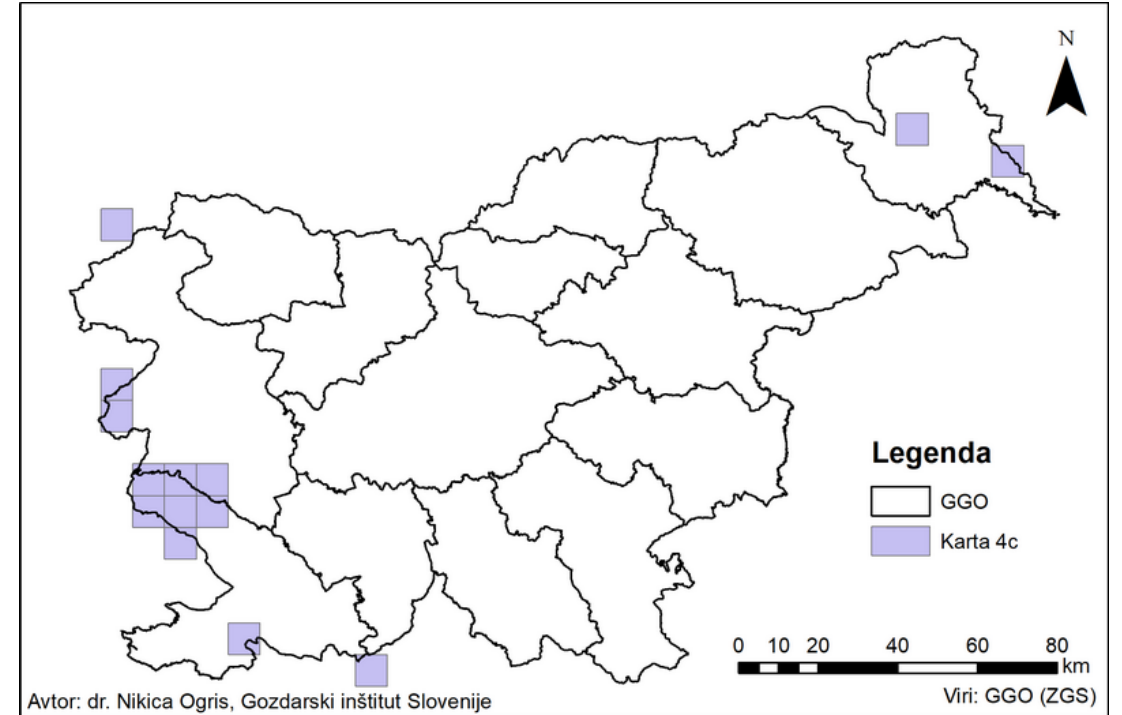 N
Legenda
GGO
Karta 4c
0 10 20 40 60 80
km
Avtor: dr. Nikica Ogris, Gozdarski inštitut Slovenije
Viri: GGO (ZGS)